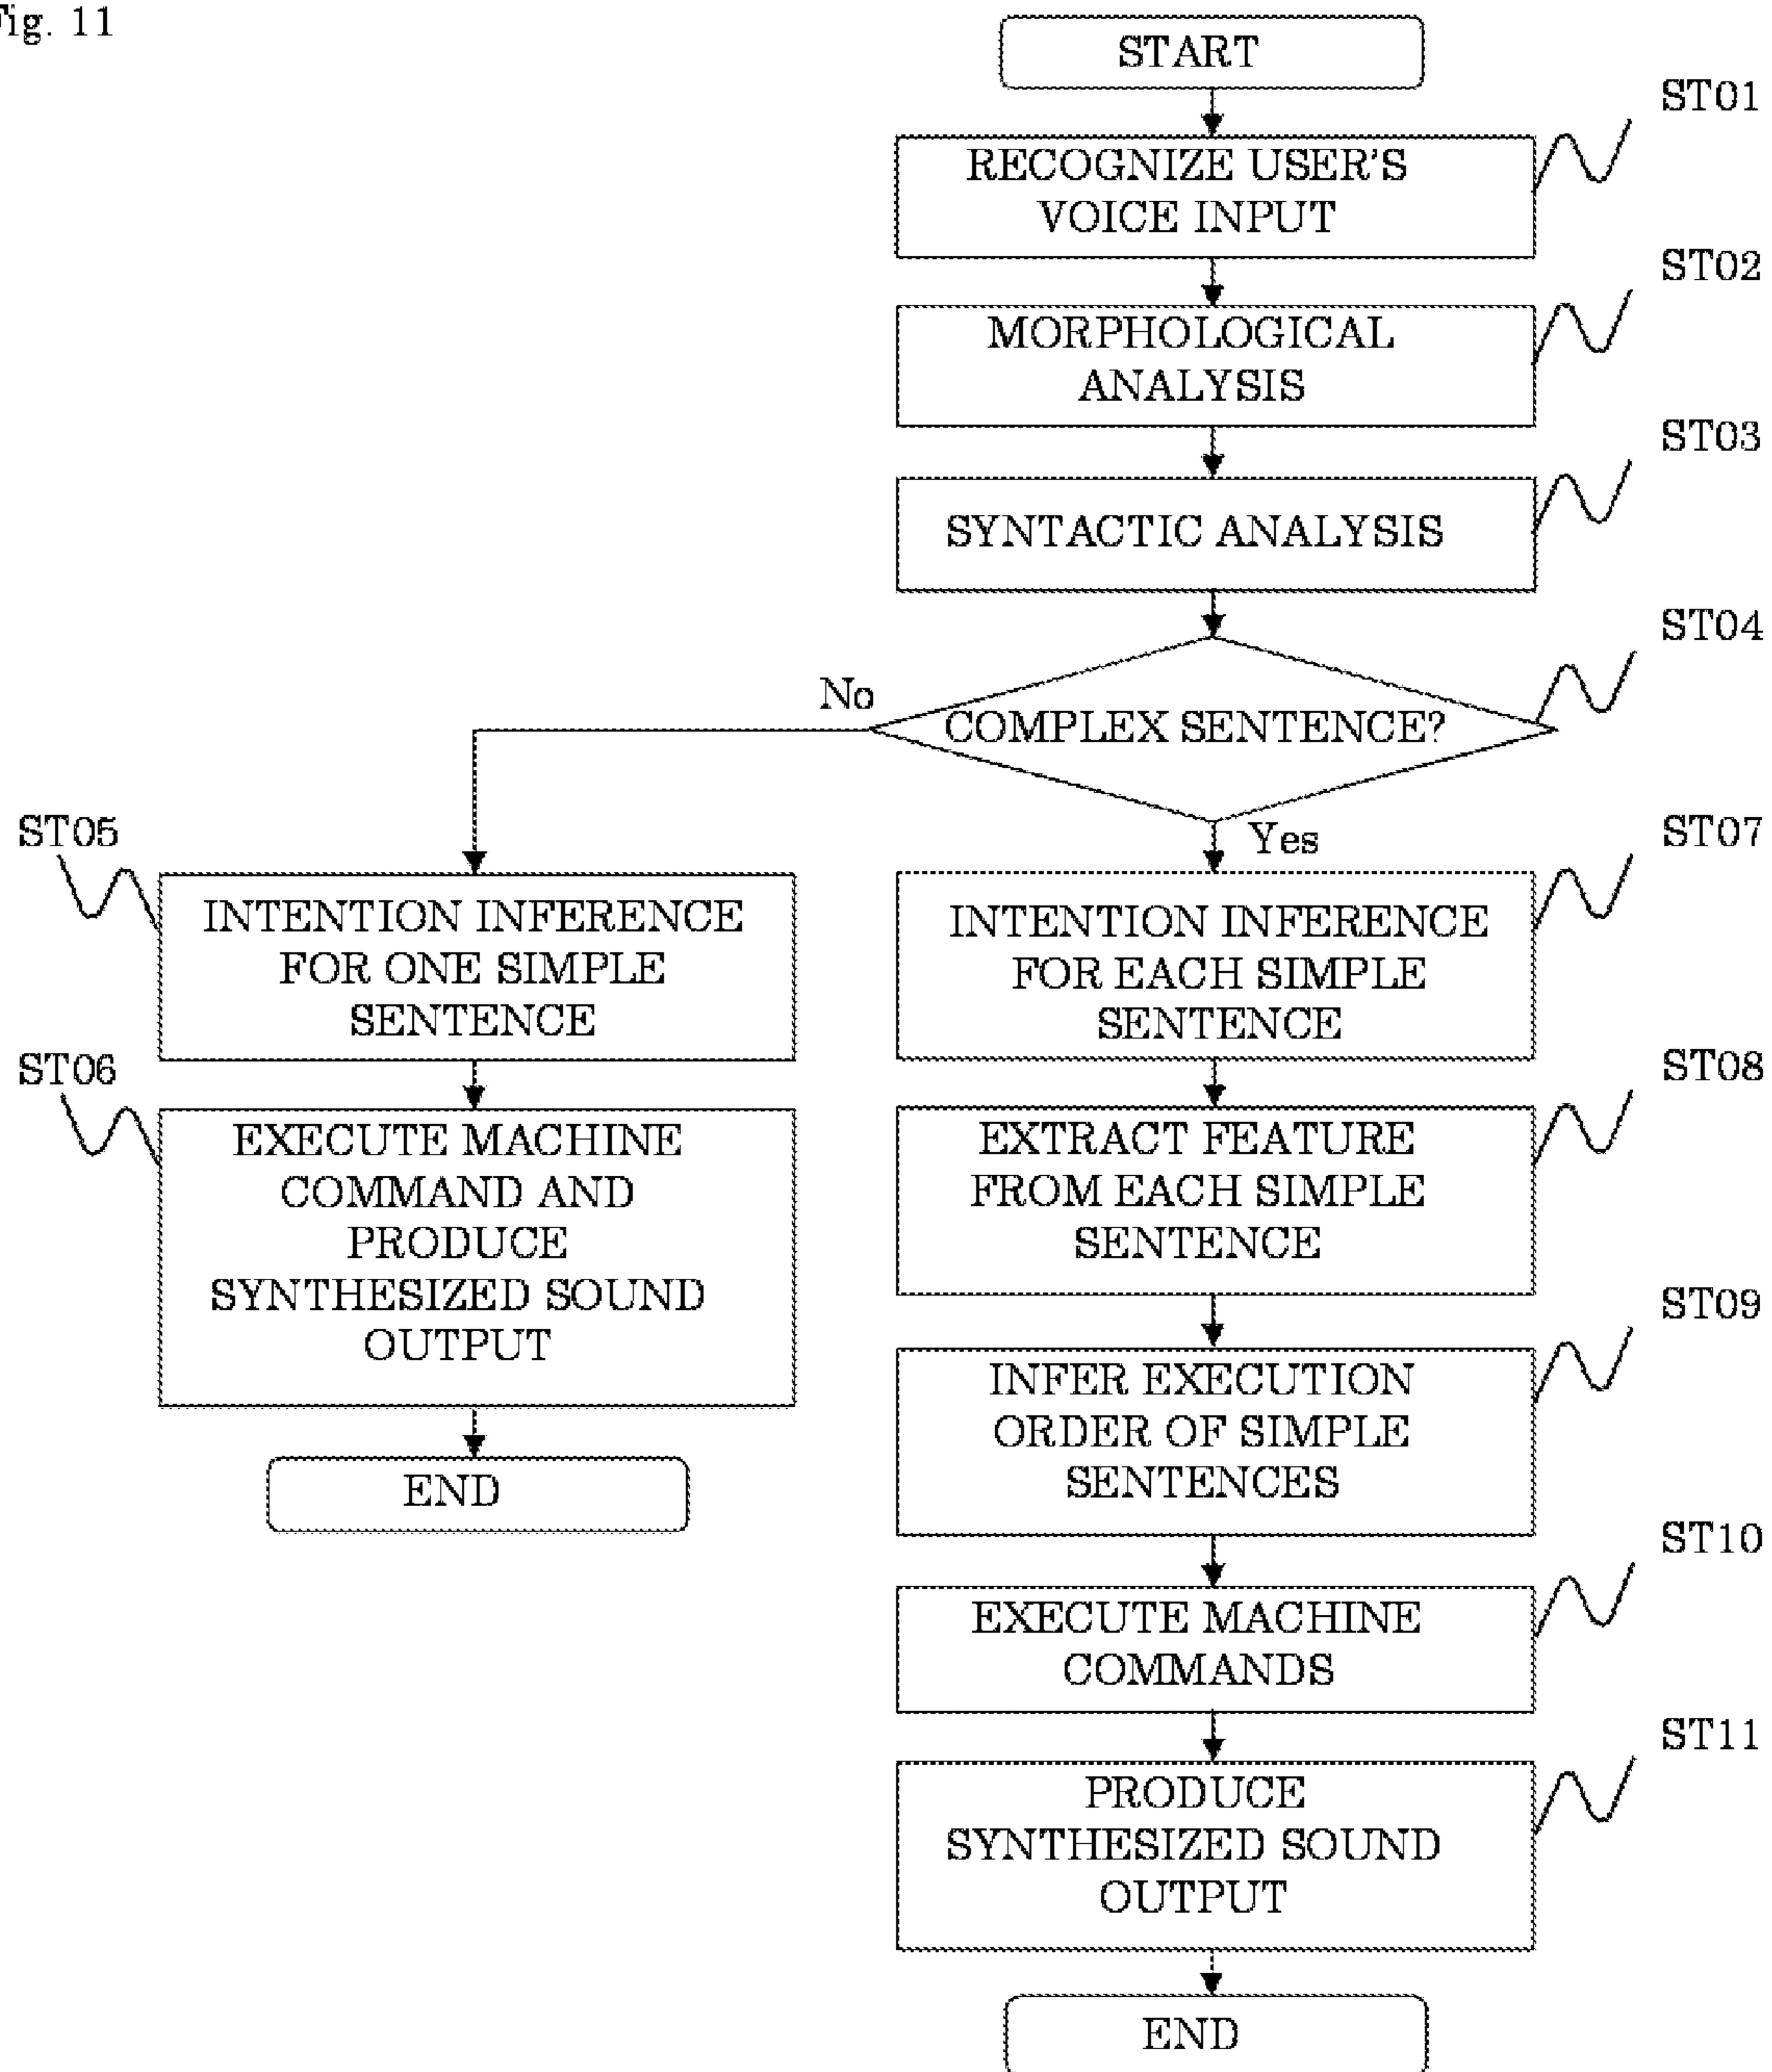 Fig. 11
START
ST01
RECOGNIZE USER'S
VOICE INPUT
ST02
MORPHOLOGICAL
ANALYSIS
ST03
SYNTACTIC ANALYSIS
ST04
COMPLEX SENTENCE?
No
Yes
ST05
INTENTION INFERENCE
FOR ONE SIMPLE
SENTENCE
ST06
EXECUTE MACHINE
COMMAND AND
PRODUCE
SYNTHESIZED SOUND
OUTPUT
END
ST07
INTENTION INFERENCE
FOR EACH SIMPLE
SENTENCE
ST08
EXTRACT FEATURE
FROM EACH SIMPLE
SENTENCE
ST09
INFER EXECUTION
ORDER OF SIMPLE
SENTENCES
ST10
EXECUTE MACHINE
COMMANDS
ST11
PRODUCE
SYNTHESIZED SOUND
OUTPUT
END